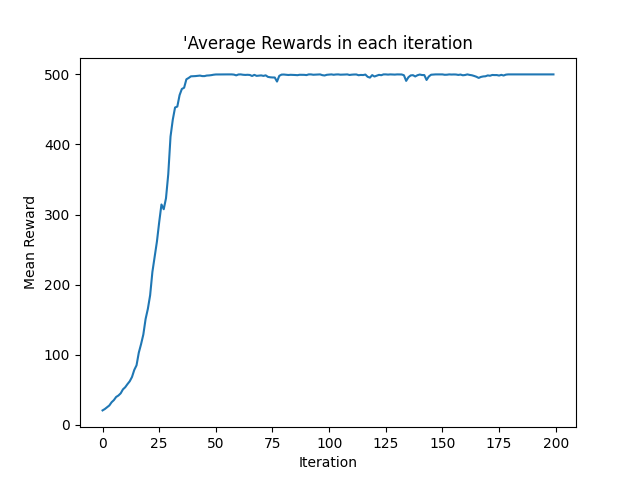 'Average Rewards in each iteration
500
400
300
200
100
0
Mean Reward
0 25 50 75 100 125 150 175 200
Iteration